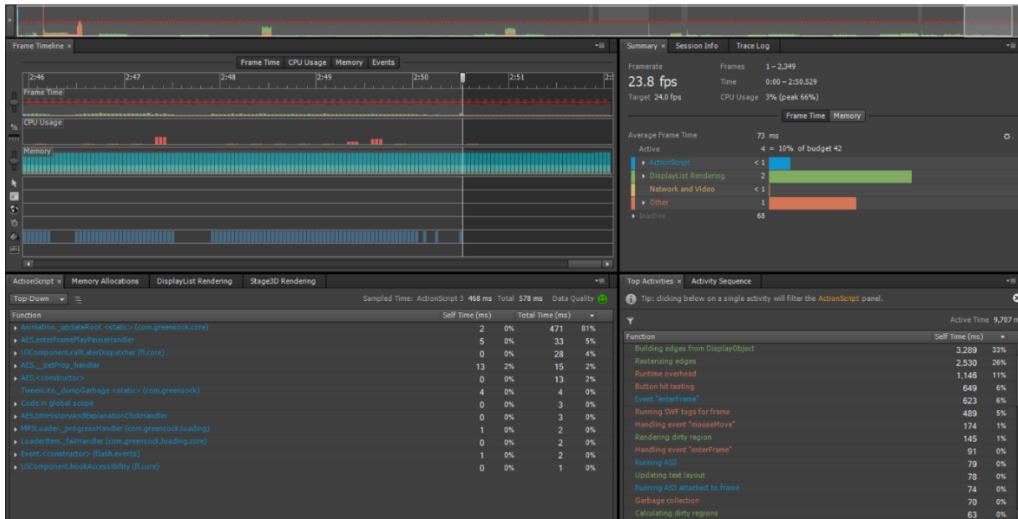 Frame Timeline ×
Frame Time CPU Usage Memory Events
2:46 2:47 2:48 2:49 2:50 2:51
Frame Time
CPU Usage
Memory
Summary × Session Info Trace Log
Framerate Frames 1 – 2,349
23.8 fps Time 0:00 – 2:50.529
Target 24.0 fps CPU Usage 3% (peak 66%)
Frame Time Memory
Average Frame Time 73 ms
Active 4 = 10% of budget 42
ActionScript < 1
DisplayList Rendering 2
Network and Video < 1
Other 1
Inactive 68
ActionScript × Memory Allocations DisplayList Rendering Stage3D Rendering
Top-Down Sampled Time: ActionScript 3 468 ms Total 578 ms Data Quality
Function Self Time (ms) Total Time (ms)
Animation._updateRoot <static> (com.greensock.core) 2 0% 471 81%
AES.enterFramePlayPauseHandler 5 0% 33 5%
UIComponent.callLaterDispatcher (fl.core) 0 0% 28 4%
AES.__setProp_handler 13 2% 15 2%
AES.<constructor> 0 0% 13 2%
TweenLite._dumpGarbage <static> (com.greensock) 4 0% 4 0%
Code in global scope 0 0% 3 0%
AES.btnHistoryAndExplanationClickHandler 0 0% 3 0%
MP3Loader._progressHandler (com.greensock.loading) 1 0% 2 0%
LoaderItem._failHandler (com.greensock.loading.core) 0 0% 2 0%
Event.<constructor> (flash.events) 1 0% 2 0%
UIComponent.hookAccessibility (fl.core) 0 0% 1 0%
Top Activities × Activity Sequence
Tip: clicking below on a single activity will filter the ActionScript panel.
Active Time 9,707 m
Function Self Time (ms)
Building edges from DisplayObject 3,289 33%
Rasterizing edges 2,530 26%
Runtime overhead 1,146 11%
Button hit testing 649 6%
Event "enterFrame" 623 6%
Running SWF tags for frame 489 5%
Handling event "mouseMove" 174 1%
Rendering dirty region 145 1%
Handling event "enterFrame" 91 0%
Running AS2 79 0%
Updating text layout 78 0%
Running AS3 attached to frame 74 0%
Garbage collection 70 0%
Calculating dirty regions 63 0%